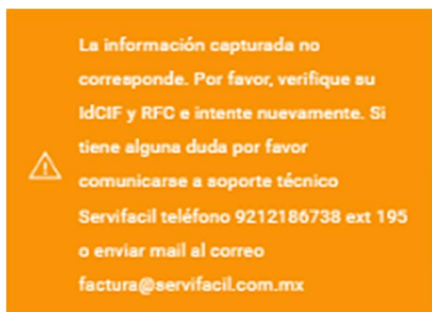 La información capturada no
corresponde. Por favor, verifique su
IdCIF y RFC e intente nuevamente. Si
tiene alguna duda por favor
comunicarse a soporte técnico
Servifacil teléfono 9212186738 ext 195
o enviar mail al correo
factura@servifacil.com.mx